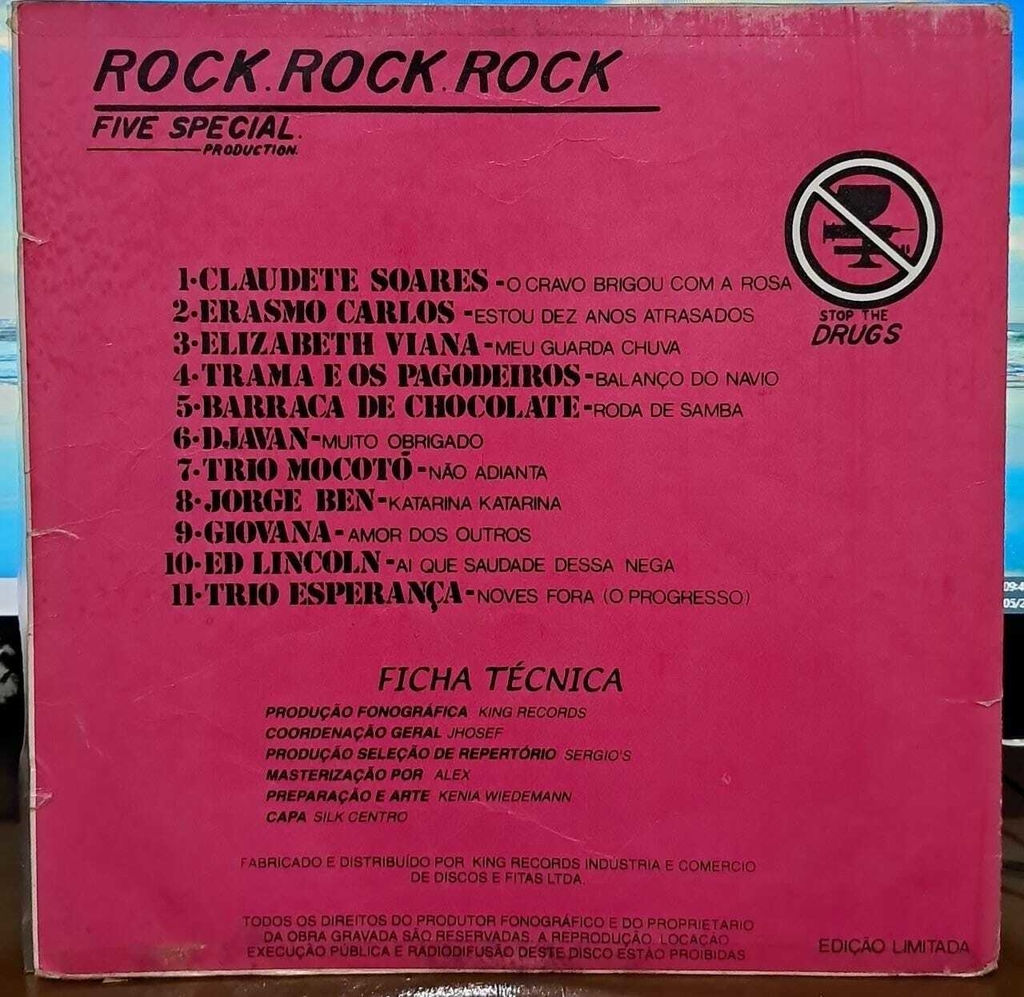 ROCK.ROCK.ROCK
FIVE SPECIAL.
PRODUCTION.
STOP THE
DRUGS
1·CLAUDETE SOARES-O CRAVO BRIGOU COM A ROSA
2·ERASMO CARLOS-ESTOU DEZ ANOS ATRASADOS
3·ELIZABETH VIANA-MEU GUARDA CHUVA
4·TRAMA E OS PAGODEIROS-BALANÇO DO NAVIO
5·BARRACA DE CHOCOLATE-RODA DE SAMBA
6·DJAVAN-MUITO OBRIGADO
7·TRIO MOCOTÓ-NÃO ADIANTA
8·JORGE BEN-KATARINA KATARINA
9·GIOVANA-AMOR DOS OUTROS
10·ED LINCOLN-AI QUE SAUDADE DESSA NEGA
11·TRIO ESPERANÇA-NOVES FORA (O PROGRESSO)
FICHA TÉCNICA
PRODUÇÃO FONOGRÁFICA KING RECORDS
COORDENAÇÃO GERAL JHOSEF
PRODUÇÃO SELEÇÃO DE REPERTÓRIO SERGIO'S
MASTERIZAÇÃO POR ALEX
PREPARAÇÃO E ARTE KENIA WIEDEMANN
CAPA SILK CENTRO
FABRICADO E DISTRIBUÍDO POR KING RECORDS INDÚSTRIA E COMERCIO
DE DISCOS E FITAS LTDA.
TODOS OS DIREITOS DO PRODUTOR FONOGRÁFICO E DO PROPRIETARIO
DA OBRA GRAVADA SÃO RESERVADAS. A REPRODUÇÃO. LOCAÇÃO
EXECUÇÃO PÚBLICA E RADIODIFUSÃO DESTE DISCO ESTÃO PROIBIDAS
EDIÇÃO LIMITADA